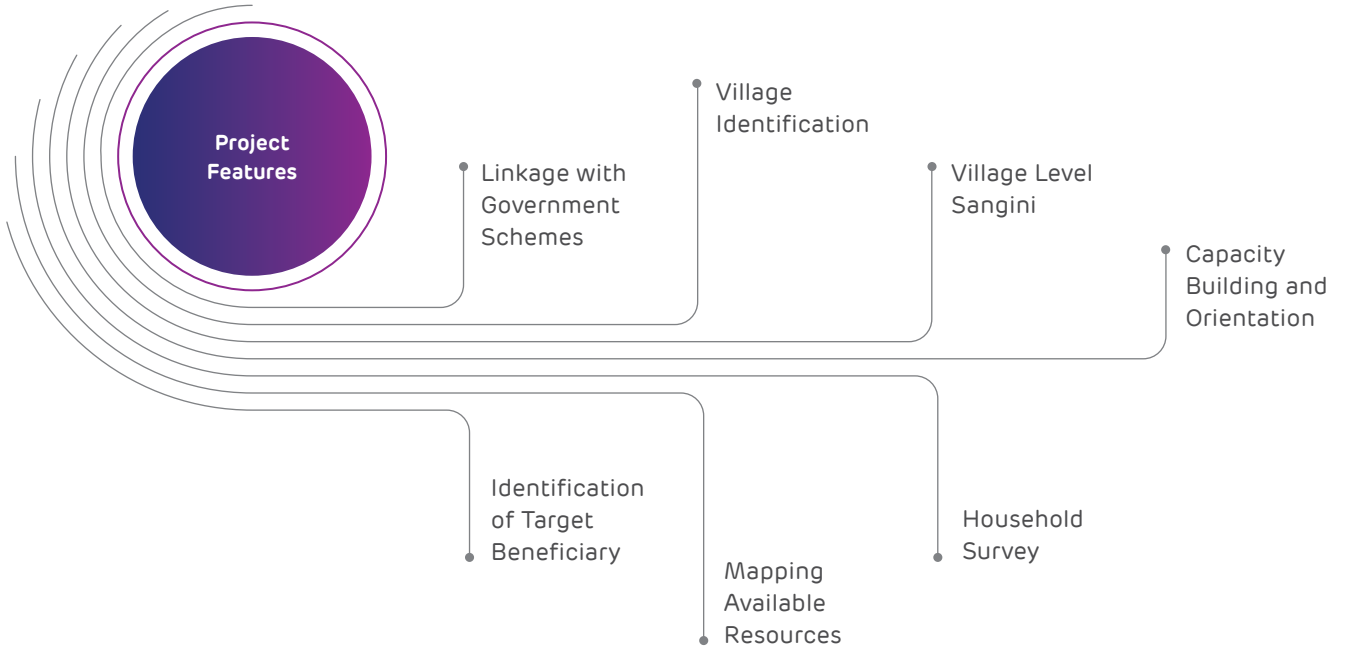 Project
Features
Linkage with
Government
Schemes
Village
Identification
Village Level
Sangini
Capacity
Building and
Orientation
Identification
of Target
Beneficiary
Mapping
Available
Resources
Household
Survey